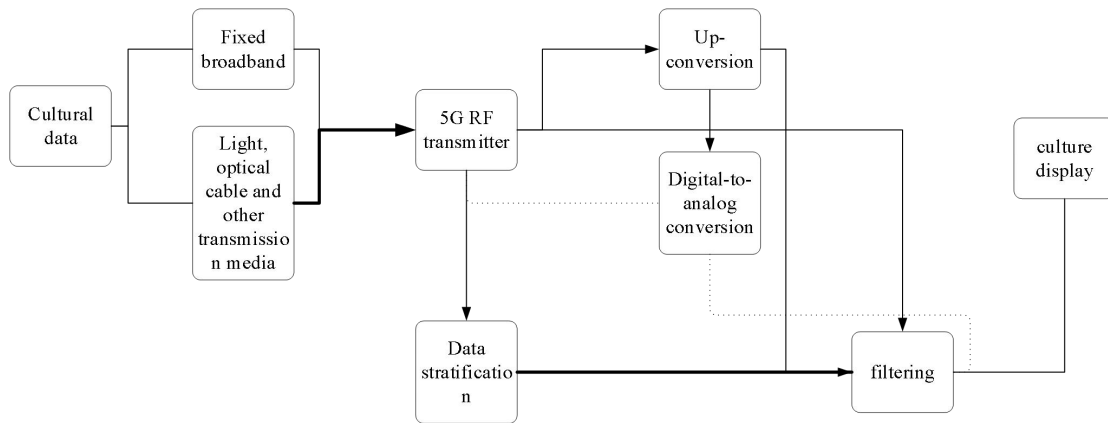 Cultural
data
Fixed
broadband
Light,
optical
cable and
other
transmissio
n media
5G RF
transmitter
Up-
conversion
Digital-to-
analog
conversion
Data
stratificatio
n
filtering
culture
display